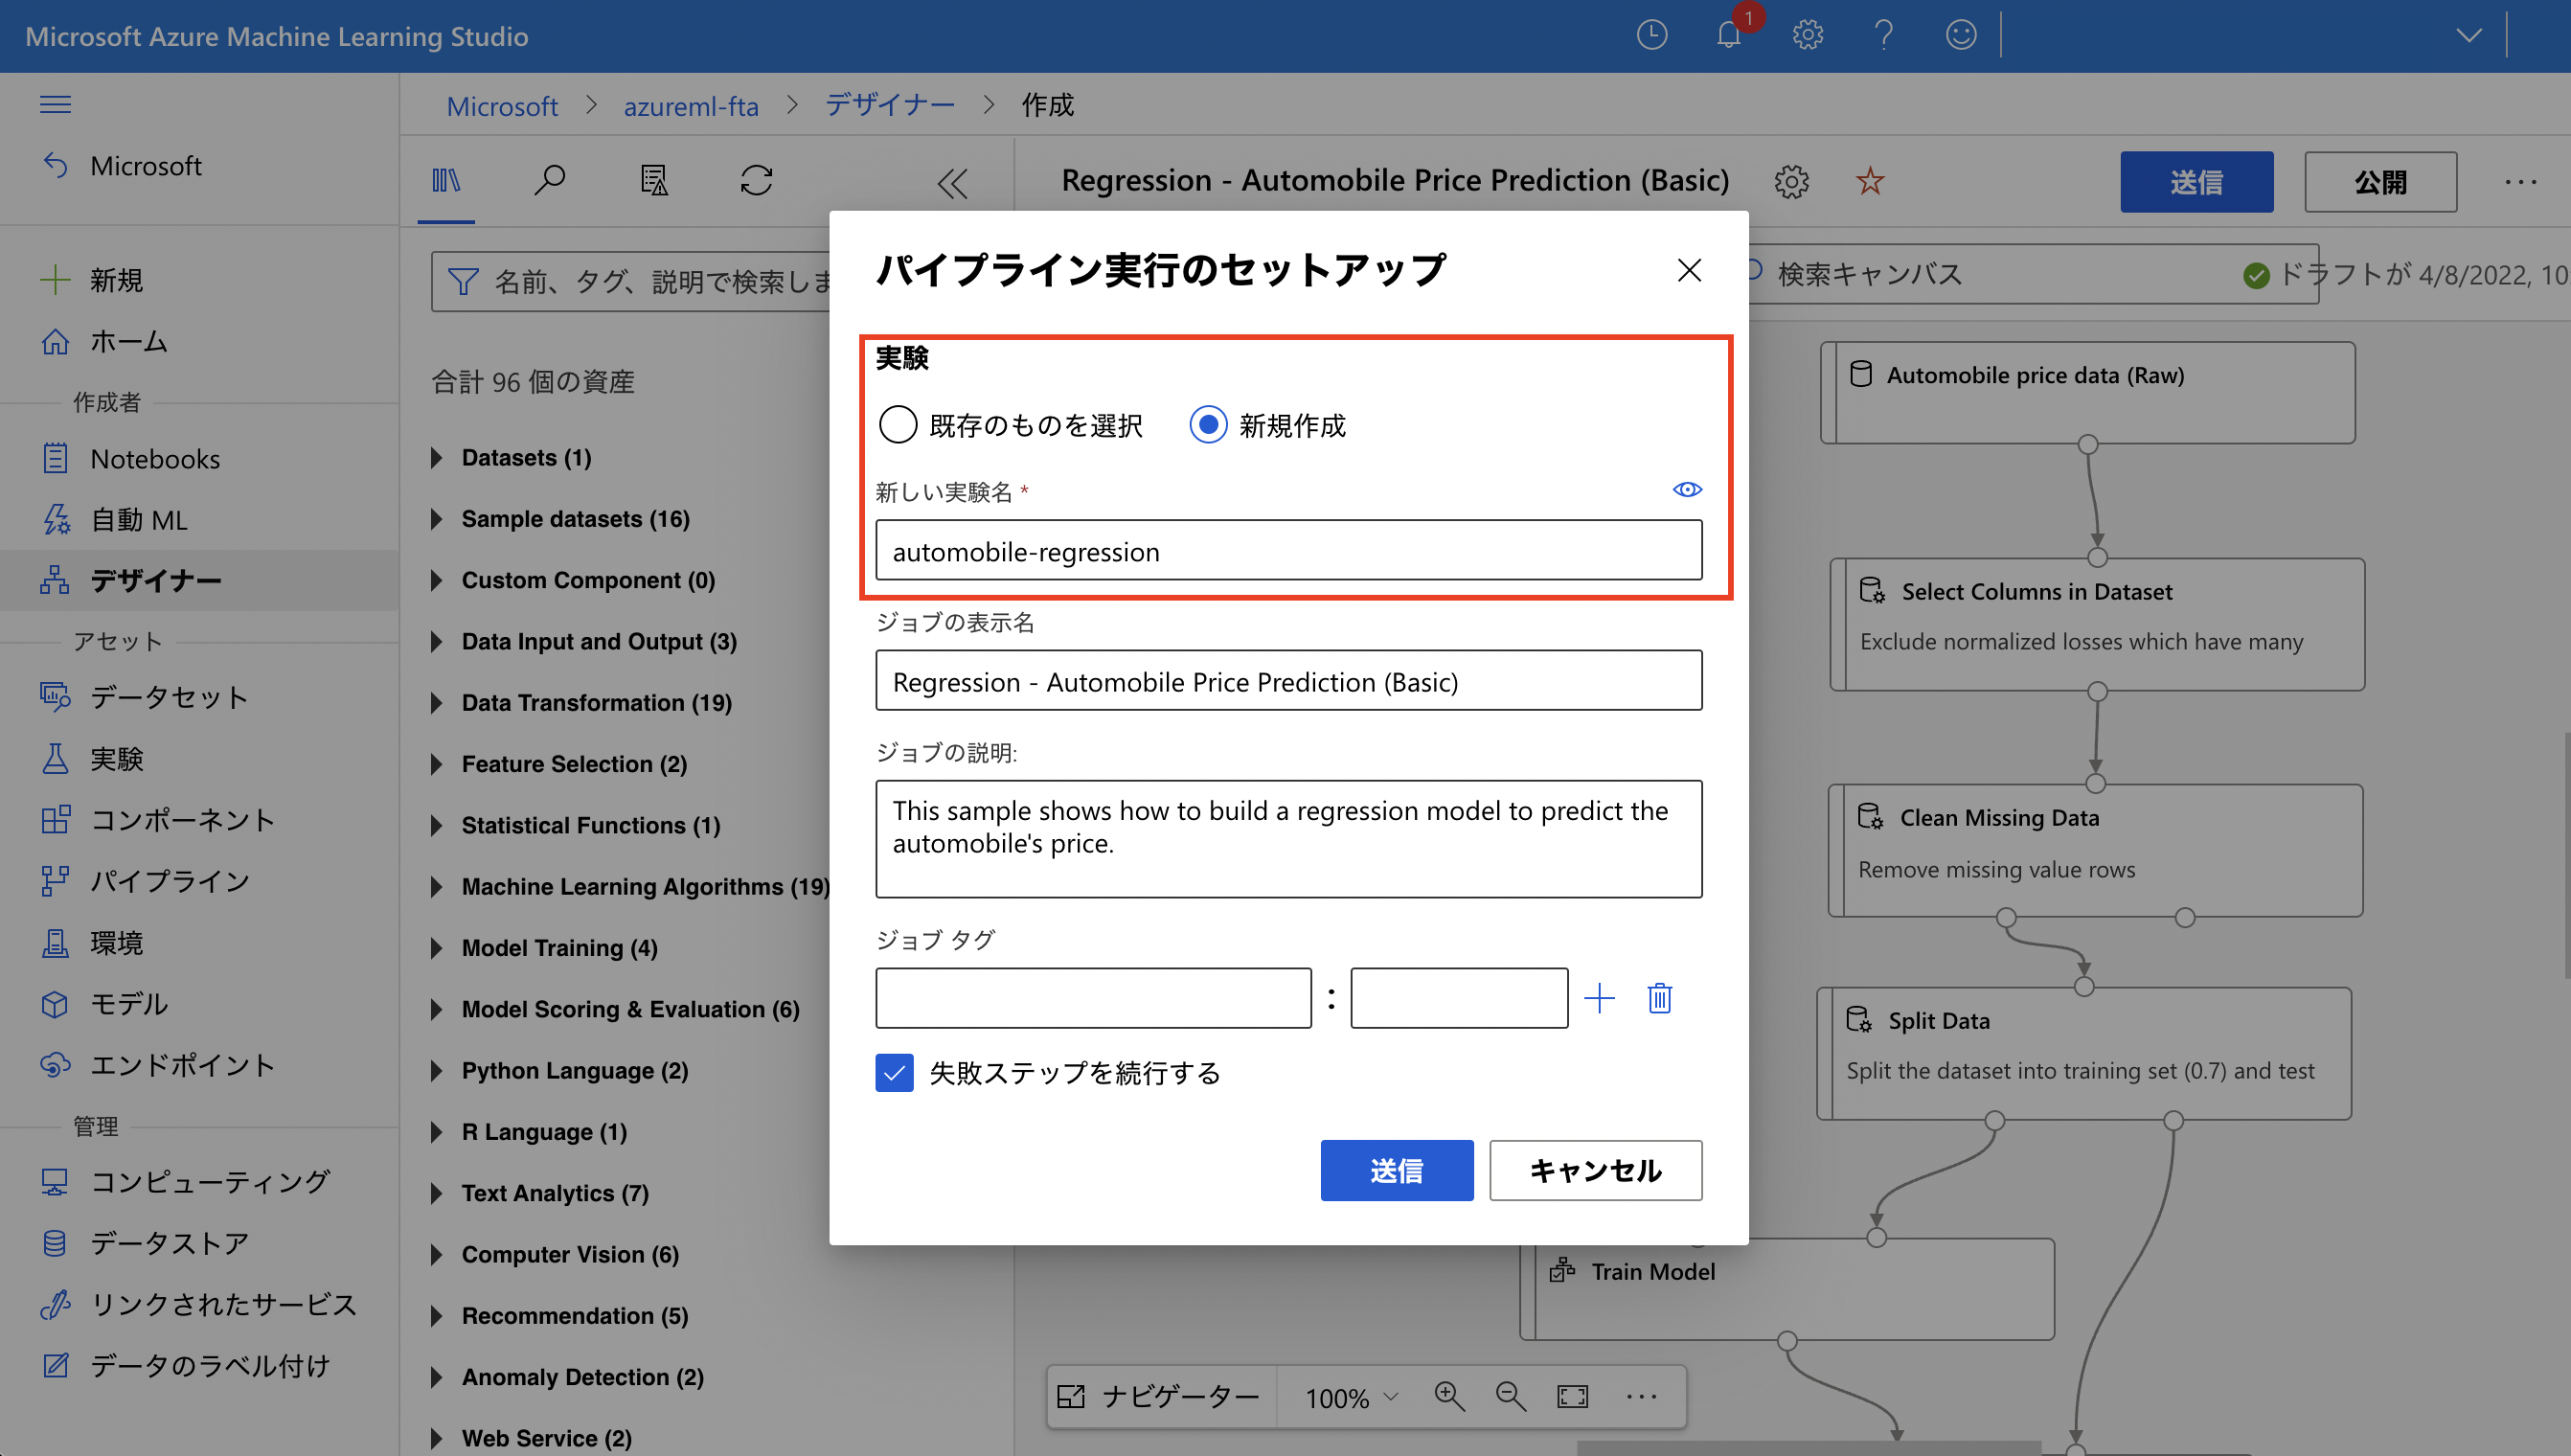 Microsoft Azure Machine Learning Studio
1
Microsoft > azureml-fta > デザイナー > 作成
Microsoft
新規
ホーム
作成者
Notebooks
自動 ML
デザイナー
アセット
データセット
実験
コンポーネント
パイプライン
環境
モデル
エンドポイント
管理
コンピューティング
データストア
リンクされたサービス
データのラベル付け
名前、タグ、説明で検索しま
合計 96 個の資産
Datasets (1)
Sample datasets (16)
Custom Component (0)
Data Input and Output (3)
Data Transformation (19)
Feature Selection (2)
Statistical Functions (1)
Machine Learning Algorithms (19)
Model Training (4)
Model Scoring & Evaluation (6)
Python Language (2)
R Language (1)
Text Analytics (7)
Computer Vision (6)
Recommendation (5)
Anomaly Detection (2)
Web Service (2)
Regression - Automobile Price Prediction (Basic)
送信
公開
検索キャンバス
ドラフトが 4/8/2022, 10
パイプライン実行のセットアップ
実験
既存のものを選択
新規作成
新しい実験名 *
automobile-regression
ジョブの表示名
Regression - Automobile Price Prediction (Basic)
ジョブの説明:
This sample shows how to build a regression model to predict the
automobile's price.
ジョブ タグ
:
失敗ステップを続行する
送信
キャンセル
Automobile price data (Raw)
Select Columns in Dataset
Exclude normalized losses which have many
Clean Missing Data
Remove missing value rows
Split Data
Split the dataset into training set (0.7) and test
Train Model
ナビゲーター
100%